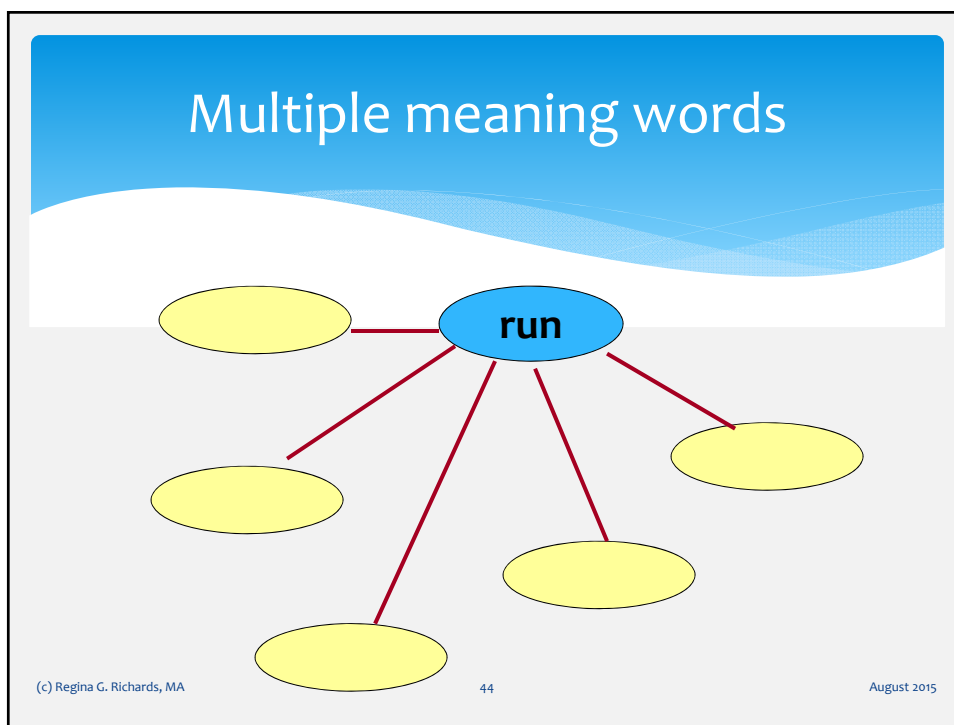 Multiple meaning words
run
(c) Regina G. Richards, MA
44
August 2015